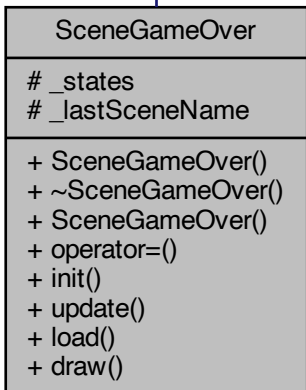 SceneGameOver
# _states
# _lastSceneName
+ SceneGameOver()
+ ~SceneGameOver()
+ SceneGameOver()
+ operator=()
+ init()
+ update()
+ load()
+ draw()